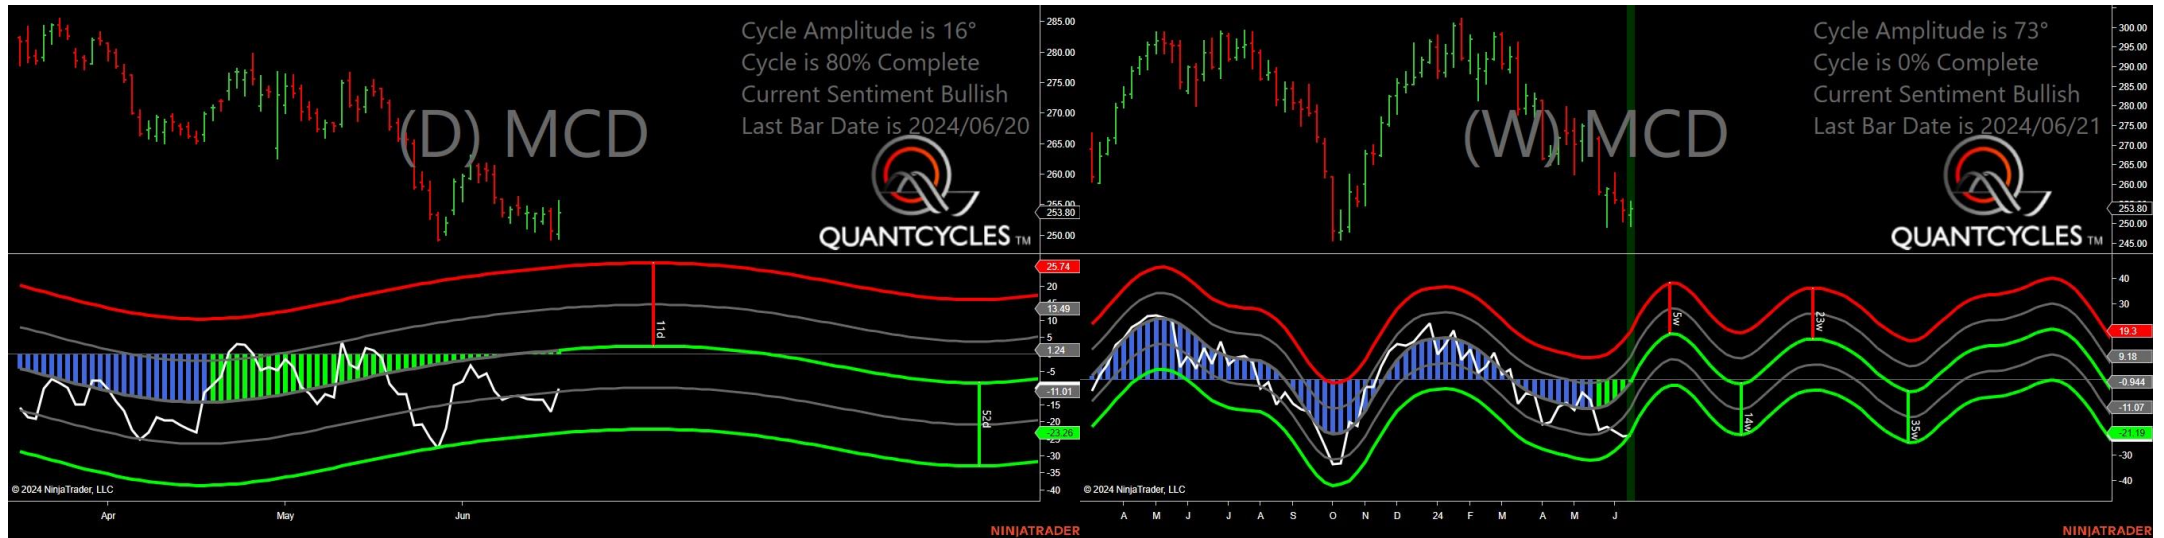 Cycle Amplitude is 16°
Cycle is 80% Complete
Current Sentiment Bullish
Last Bar Date is 2024/06/20
(D) MCD
QUANTCYCLES TM
285.00
280.00
275.00
270.00
265.00
260.00
255.00
253.80
250.00
25.74
20
15
13.49
10
5
1.24
-5
-11.01
-15
-20
-23.26
-25
-30
-35
-40
11d
52d
© 2024 NinjaTrader, LLC
Apr May Jun
NINJATRADER
Cycle Amplitude is 73°
Cycle is 0% Complete
Current Sentiment Bullish
Last Bar Date is 2024/06/21
(W) MCD
QUANTCYCLES TM
300.00
295.00
290.00
285.00
280.00
275.00
270.00
265.00
260.00
253.80
250.00
245.00
40
30
19.3
9.18
-0.944
-11.07
-21.19
-30
-40
5w
14w
23w
35w
© 2024 NinjaTrader, LLC
A M J J A S O N D 24 F M A M J
NINJATRADER